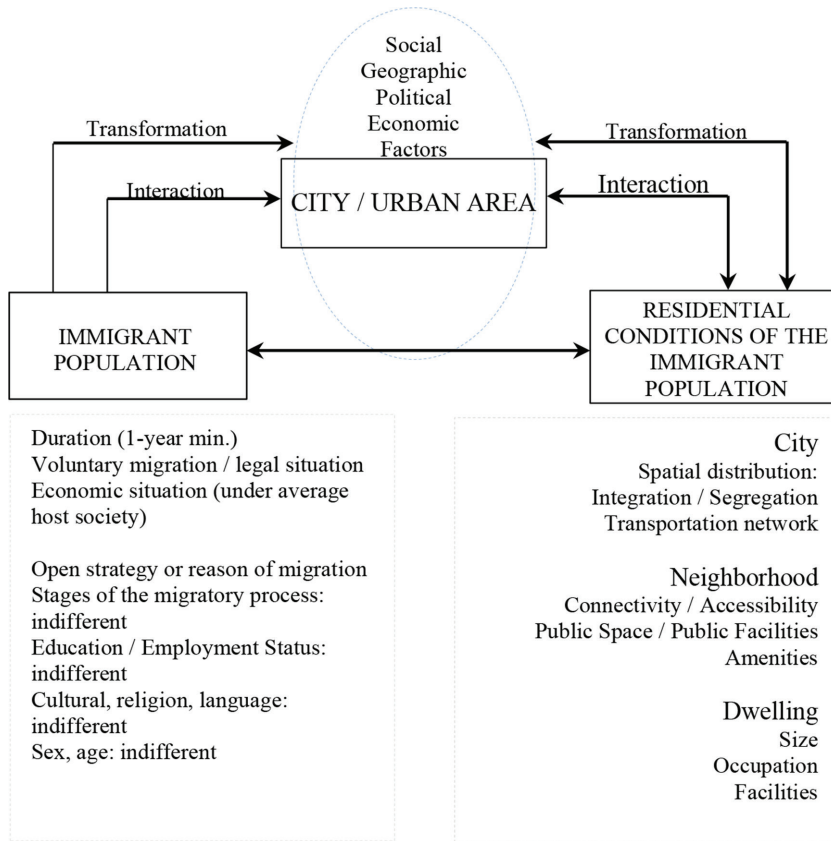 Social
Geographic
Political
Economic
Factors
Transformation
Transformation
Interaction
Interaction
CITY / URBAN AREA
IMMIGRANT
POPULATION
RESIDENTIAL
CONDITIONS OF THE
IMMIGRANT
POPULATION
Duration (1-year min.)
Voluntary migration / legal situation
Economic situation (under average
host society)
Open strategy or reason of migration
Stages of the migratory process:
indifferent
Education / Employment Status:
indifferent
Cultural, religion, language:
indifferent
Sex, age: indifferent
City
Spatial distribution:
Integration / Segregation
Transportation network
Neighborhood
Connectivity / Accessibility
Public Space / Public Facilities
Amenities
Dwelling
Size
Occupation
Facilities